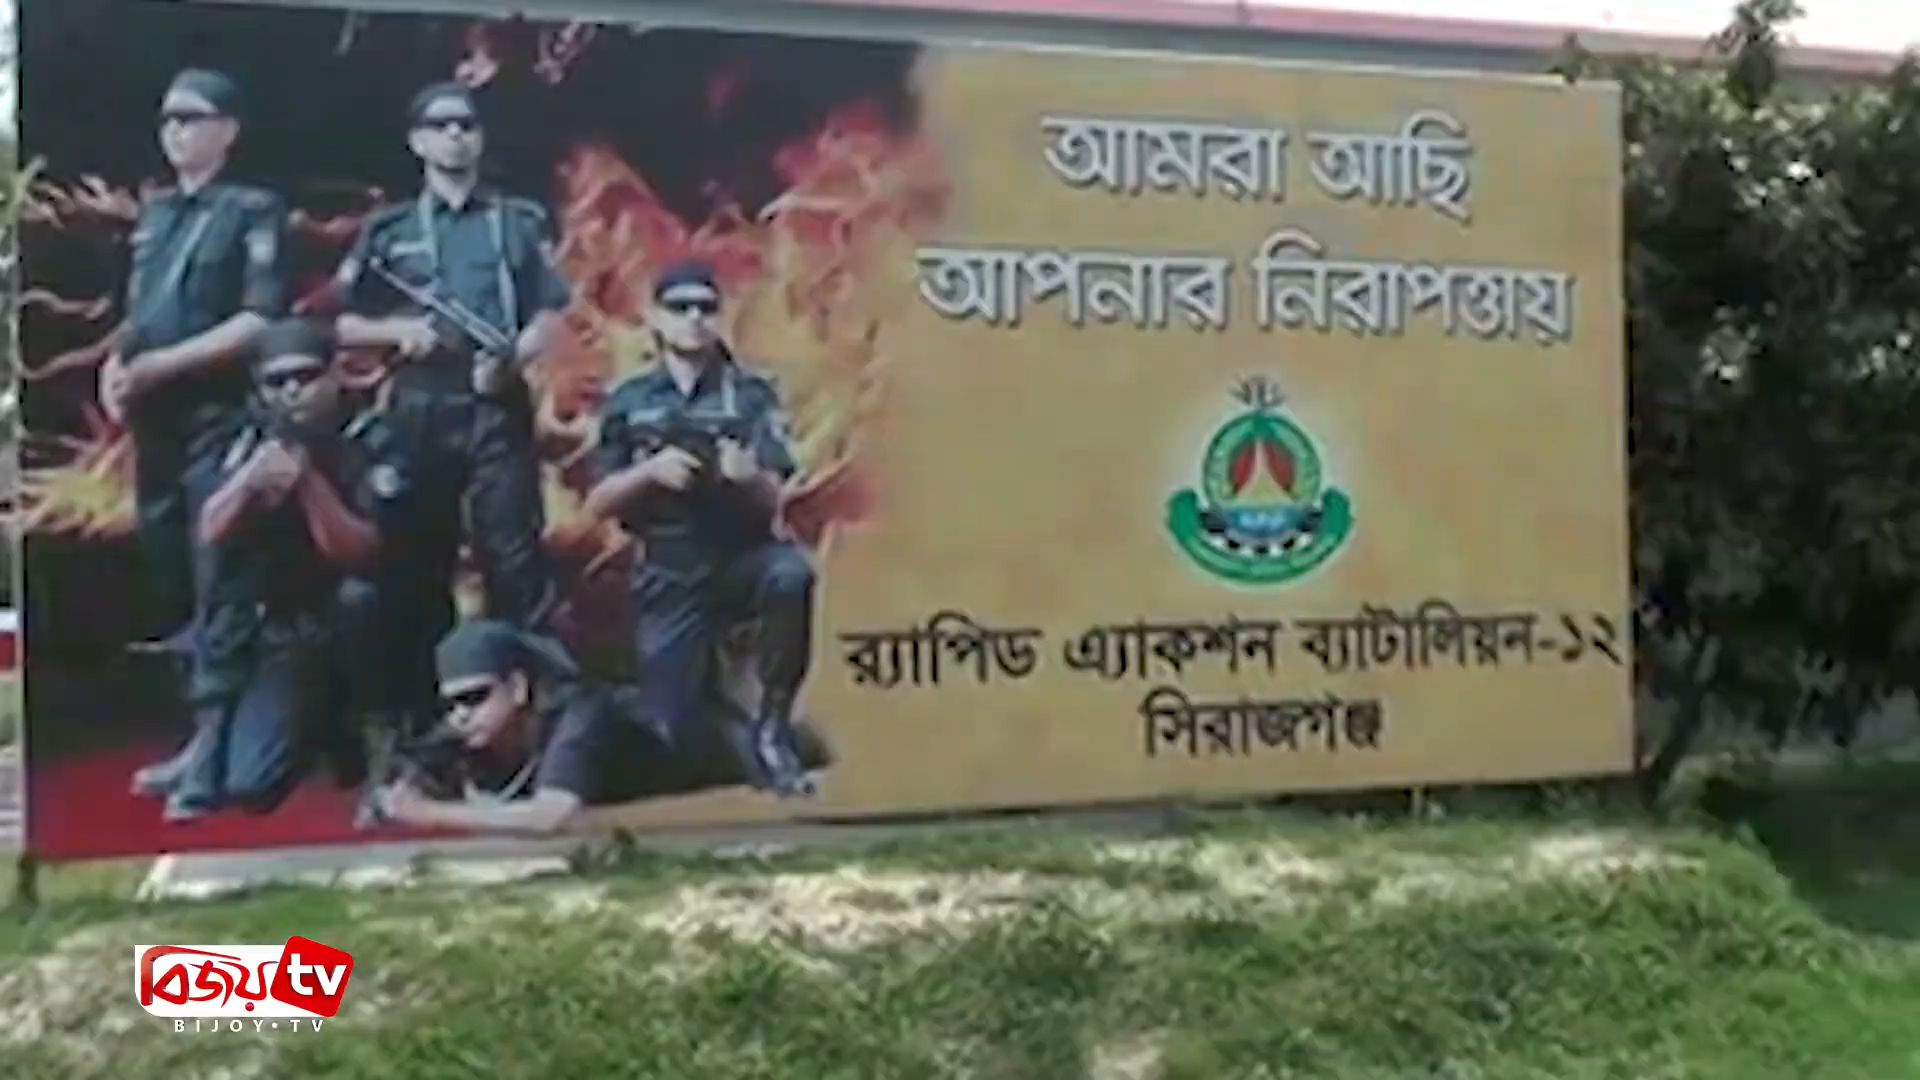 আমরা আছি
আপনার নিরাপত্তায়
র‌্যাপিড এ্যাকশন ব্যাটালিয়ন-১২
সিরাজগঞ্জ
বিজয় tv
BIJOY•TV